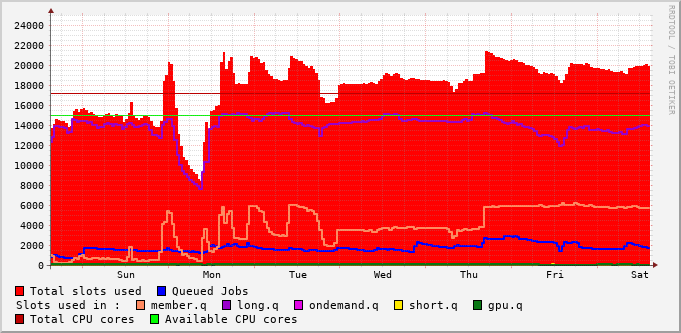 24000
22000
20000
18000
16000
14000
12000
10000
8000
6000
4000
2000
0
Sun Mon Tue Wed Thu Fri Sat
RRDTOOL / TOBI OETIKER
Total slots used Queued Jobs
Slots used in : member.q long.q ondemand.q short.q gpu.q
Total CPU cores Available CPU cores